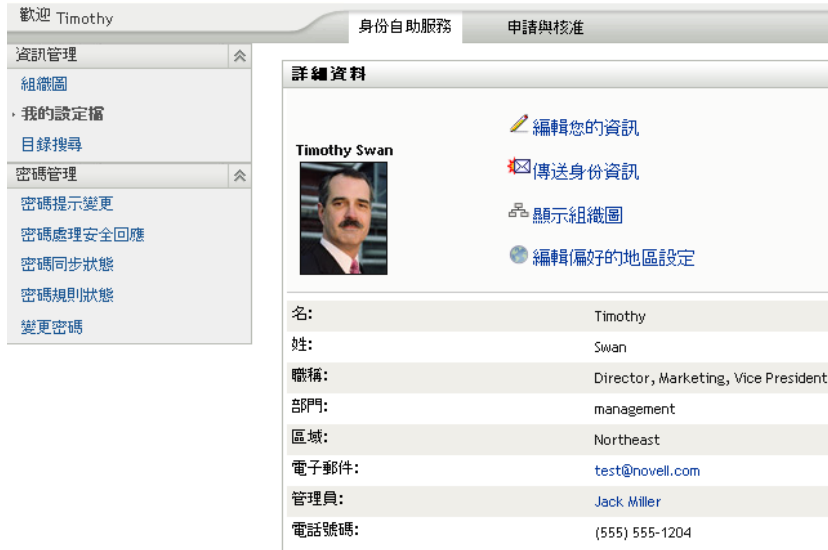 歡迎 Timothy
身份自助服務
申請與核准
資訊管理
組織圖
我的設定檔
目錄搜尋
密碼管理
密碼提示變更
密碼處理安全回應
密碼同步狀態
密碼規則狀態
變更密碼
詳細資料
Timothy Swan
編輯您的資訊
傳送身份資訊
顯示組織圖
編輯偏好的地區設定
名: Timothy
姓: Swan
職稱: Director, Marketing, Vice President
部門: management
區域: Northeast
電子郵件: test@novell.com
管理員: Jack Miller
電話號碼: (555) 555-1204